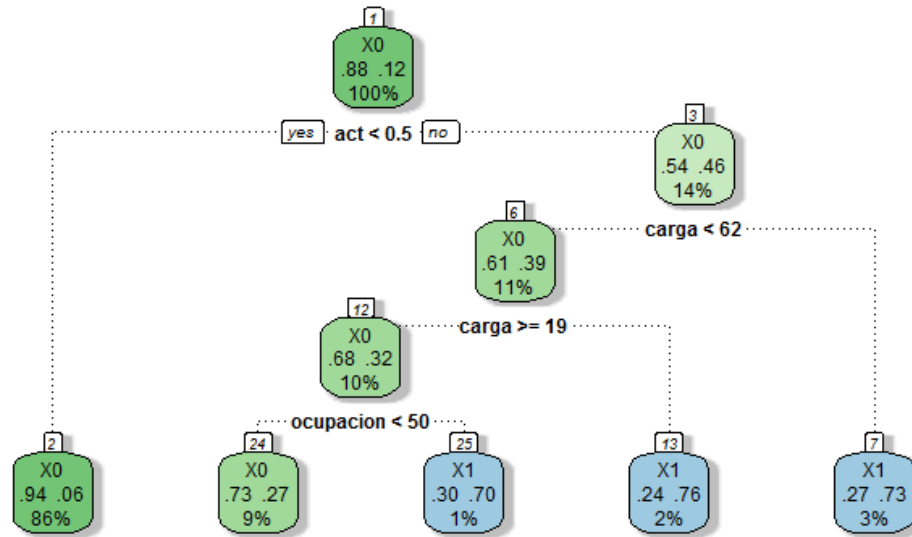 1
X0
.88 .12
100%
yes act < 0.5 no
3
X0
.54 .46
14%
6
X0
.61 .39
11%
carga < 62
12
X0
.68 .32
10%
carga >= 19
ocupacion < 50
2
X0
.94 .06
86%
24
X0
.73 .27
9%
25
X1
.30 .70
1%
13
X1
.24 .76
2%
7
X1
.27 .73
3%